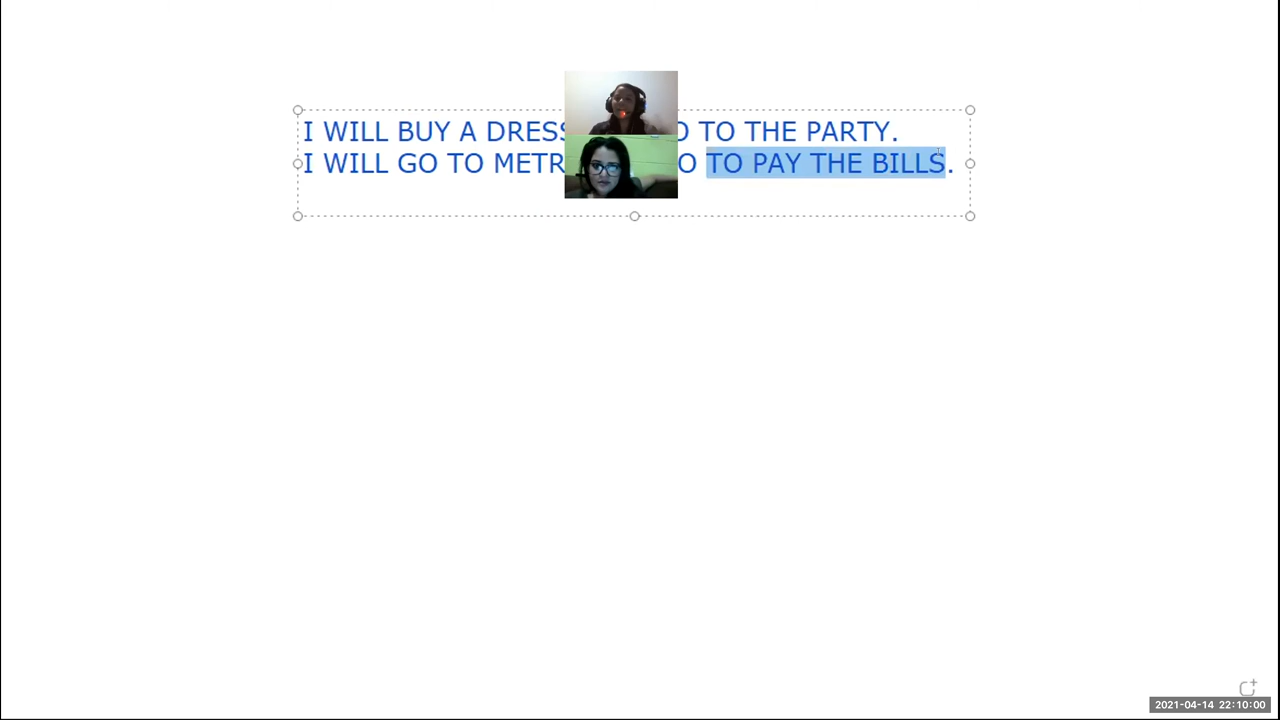 I WILL BUY A DRESS TO THE PARTY.
I WILL GO TO TO PAY THE BILLS.
2021-04-14 22:10:00